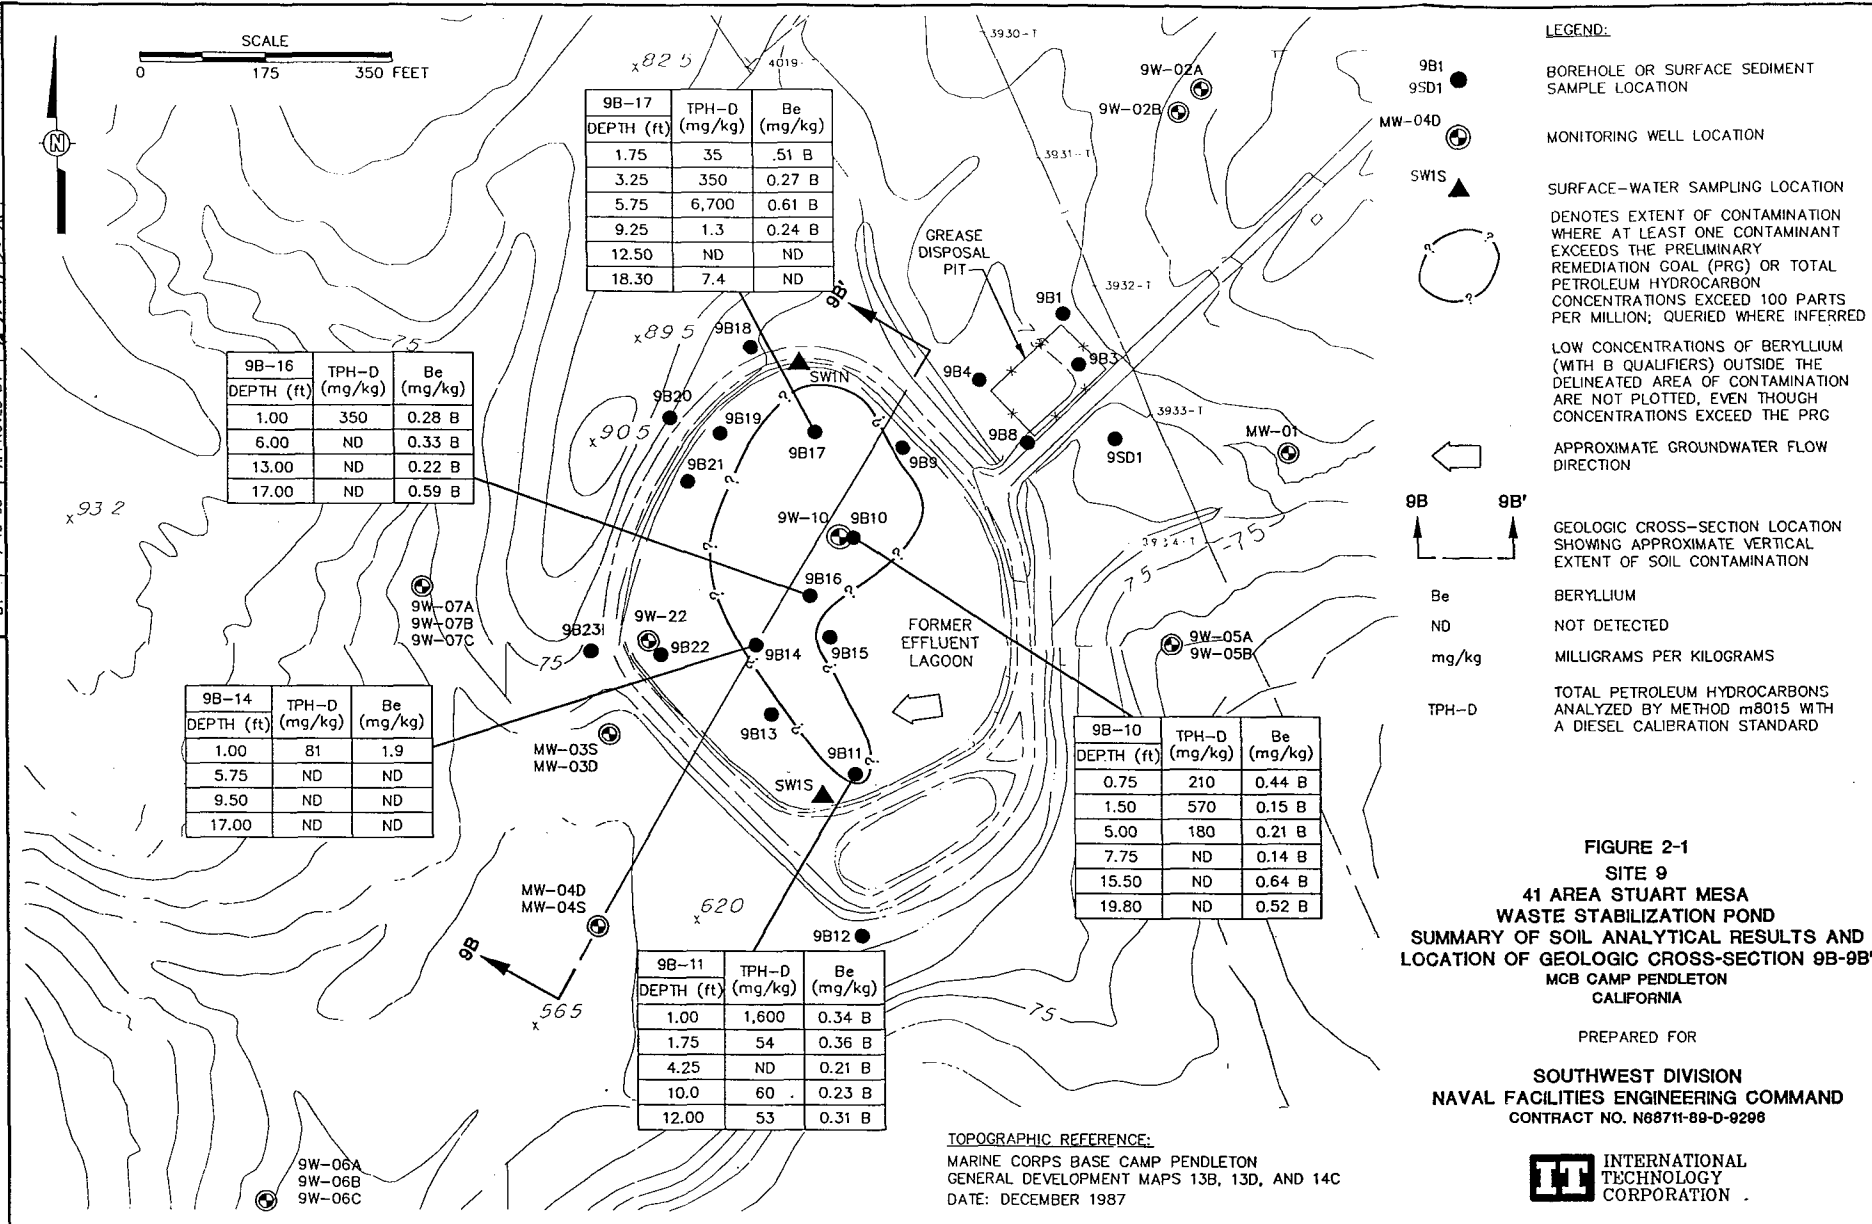 SCALE
0 175 350 FEET
N
x825
4019-
3930-T
9W-02A
9W-02B
3931-T
9B-17 TPH-D Be
DEPTH (ft) (mg/kg) (mg/kg)
1.75 35 .51 B
3.25 350 0.27 B
5.75 6,700 0.61 B
9.25 1.3 0.24 B
12.50 ND ND
18.30 7.4 ND
GREASE
DISPOSAL
PIT
9B'
3932-T
9B1
x895
75
9B18
SW1N
9B3
9B4
9B-16 TPH-D Be
DEPTH (ft) (mg/kg) (mg/kg)
1.00 350 0.28 B
6.00 ND 0.33 B
13.00 ND 0.22 B
17.00 ND 0.59 B
9B20
9B19
x905
9B17
9B9
9B8
9SD1
3933-T
MW-01
9B21
x932
9W-10
9B10
3934-T
75
75
9B16
9W-07A
9W-07B
9W-07C
75
9B23
9W-22
9B22
9B14
9B15
FORMER
EFFLUENT
LAGOON
9W-05A
9W-05B
9B-14 TPH-D Be
DEPTH (ft) (mg/kg) (mg/kg)
1.00 81 1.9
5.75 ND ND
9.50 ND ND
17.00 ND ND
MW-03S
MW-03D
9B13
9B11
SW1S
9B-10 TPH-D Be
DEPTH (ft) (mg/kg) (mg/kg)
0.75 210 0.44 B
1.50 570 0.15 B
5.00 180 0.21 B
7.75 ND 0.14 B
15.50 ND 0.64 B
19.80 ND 0.52 B
MW-04D
MW-04S
x620
9B12
9B
x565
75
9B-11 TPH-D Be
DEPTH (ft) (mg/kg) (mg/kg)
1.00 1,600 0.34 B
1.75 54 0.36 B
4.25 ND 0.21 B
10.0 60 0.23 B
12.00 53 0.31 B
9W-06A
9W-06B
9W-06C
TOPOGRAPHIC REFERENCE:
MARINE CORPS BASE CAMP PENDLETON
GENERAL DEVELOPMENT MAPS 13B, 13D, AND 14C
DATE: DECEMBER 1987
LEGEND:
9B1
9SD1
BOREHOLE OR SURFACE SEDIMENT
SAMPLE LOCATION
MW-04D
MONITORING WELL LOCATION
SW1S
SURFACE-WATER SAMPLING LOCATION
DENOTES EXTENT OF CONTAMINATION
WHERE AT LEAST ONE CONTAMINANT
EXCEEDS THE PRELIMINARY
REMEDIATION GOAL (PRG) OR TOTAL
PETROLEUM HYDROCARBON
CONCENTRATIONS EXCEED 100 PARTS
PER MILLION; QUERIED WHERE INFERRED
LOW CONCENTRATIONS OF BERYLLIUM
(WITH B QUALIFIERS) OUTSIDE THE
DELINEATED AREA OF CONTAMINATION
ARE NOT PLOTTED, EVEN THOUGH
CONCENTRATIONS EXCEED THE PRG
APPROXIMATE GROUNDWATER FLOW
DIRECTION
9B 9B'
GEOLOGIC CROSS-SECTION LOCATION
SHOWING APPROXIMATE VERTICAL
EXTENT OF SOIL CONTAMINATION
Be BERYLLIUM
ND NOT DETECTED
mg/kg MILLIGRAMS PER KILOGRAMS
TPH-D TOTAL PETROLEUM HYDROCARBONS
ANALYZED BY METHOD m8015 WITH
A DIESEL CALIBRATION STANDARD
FIGURE 2-1
SITE 9
41 AREA STUART MESA
WASTE STABILIZATION POND
SUMMARY OF SOIL ANALYTICAL RESULTS AND
LOCATION OF GEOLOGIC CROSS-SECTION 9B-9B'
MCB CAMP PENDLETON
CALIFORNIA
PREPARED FOR
SOUTHWEST DIVISION
NAVAL FACILITIES ENGINEERING COMMAND
CONTRACT NO. N68711-89-D-9296
IT INTERNATIONAL
TECHNOLOGY
CORPORATION